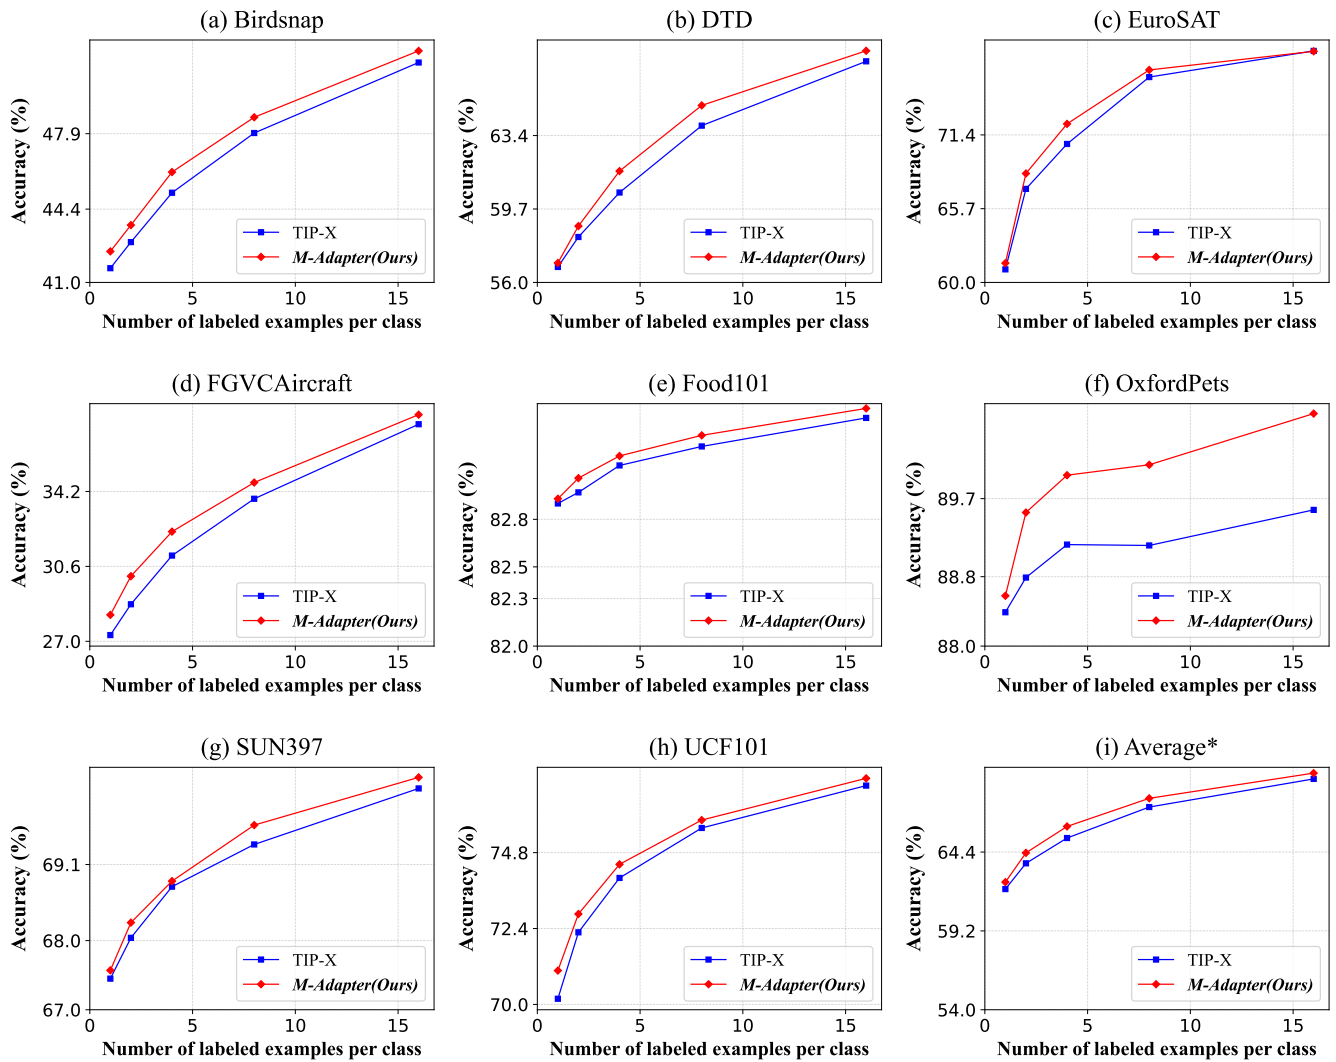 (a) Birdsnap
Accuracy (%)
47.9
44.4
41.0
0 5 10 15
Number of labeled examples per class
TIP-X
M-Adapter(Ours)
(b) DTD
Accuracy (%)
63.4
59.7
56.0
0 5 10 15
Number of labeled examples per class
TIP-X
M-Adapter(Ours)
(c) EuroSAT
Accuracy (%)
71.4
65.7
60.0
0 5 10 15
Number of labeled examples per class
TIP-X
M-Adapter(Ours)
(d) FGVCAircraft
Accuracy (%)
34.2
30.6
27.0
0 5 10 15
Number of labeled examples per class
TIP-X
M-Adapter(Ours)
(e) Food101
Accuracy (%)
82.8
82.5
82.3
82.0
0 5 10 15
Number of labeled examples per class
TIP-X
M-Adapter(Ours)
(f) OxfordPets
Accuracy (%)
89.7
88.8
88.0
0 5 10 15
Number of labeled examples per class
TIP-X
M-Adapter(Ours)
(g) SUN397
Accuracy (%)
69.1
68.0
67.0
0 5 10 15
Number of labeled examples per class
TIP-X
M-Adapter(Ours)
(h) UCF101
Accuracy (%)
74.8
72.4
70.0
0 5 10 15
Number of labeled examples per class
TIP-X
M-Adapter(Ours)
(i) Average*
Accuracy (%)
64.4
59.2
54.0
0 5 10 15
Number of labeled examples per class
TIP-X
M-Adapter(Ours)